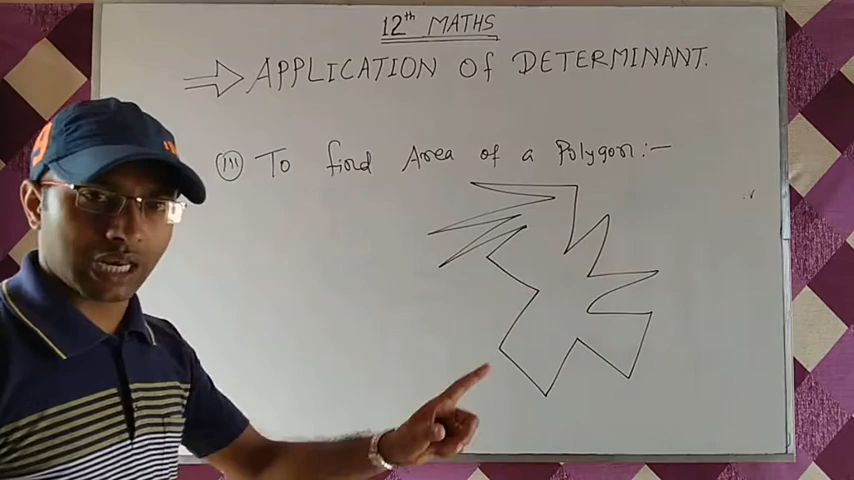 12th MATHS
⇒ APPLICATION of DETERMINANT.
(iii) To find Area of a Polygon:-